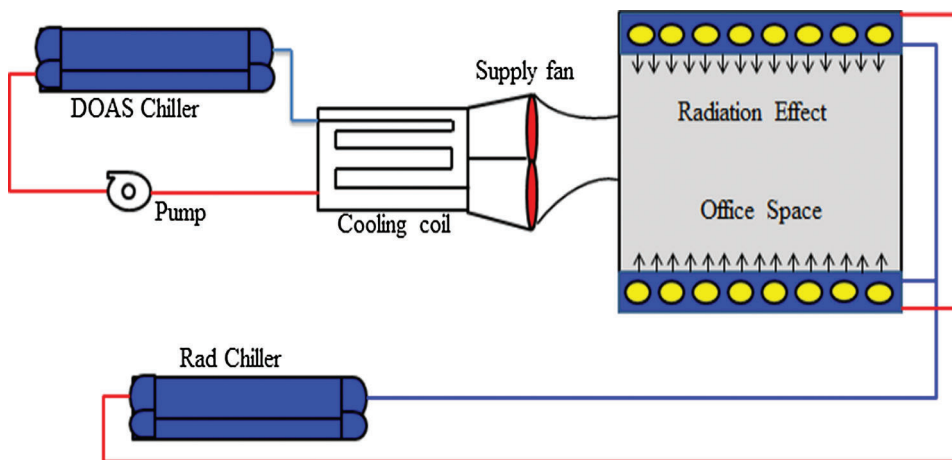 Supply fan
DOAS Chiller
Radiation Effect
Pump
Cooling coil
Office Space
Rad Chiller